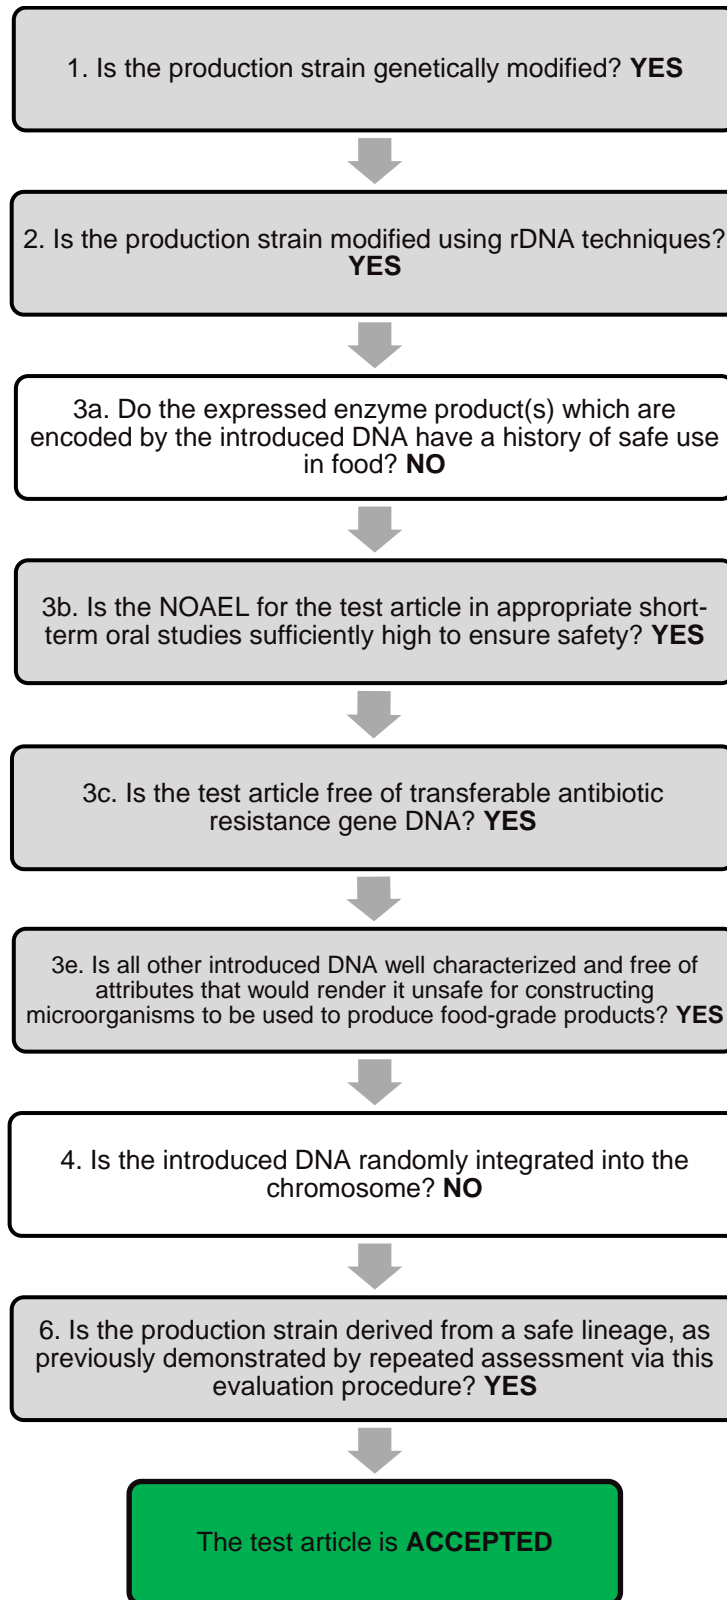 1. Is the production strain genetically modified? YES
2. Is the production strain modified using rDNA techniques?
YES
3a. Do the expressed enzyme product(s) which are
encoded by the introduced DNA have a history of safe use
in food? NO
3b. Is the NOAEL for the test article in appropriate short-
term oral studies sufficiently high to ensure safety? YES
3c. Is the test article free of transferable antibiotic
resistance gene DNA? YES
3e. Is all other introduced DNA well characterized and free of
attributes that would render it unsafe for constructing
microorganisms to be used to produce food-grade products? YES
4. Is the introduced DNA randomly integrated into the
chromosome? NO
6. Is the production strain derived from a safe lineage, as
previously demonstrated by repeated assessment via this
evaluation procedure? YES
The test article is ACCEPTED